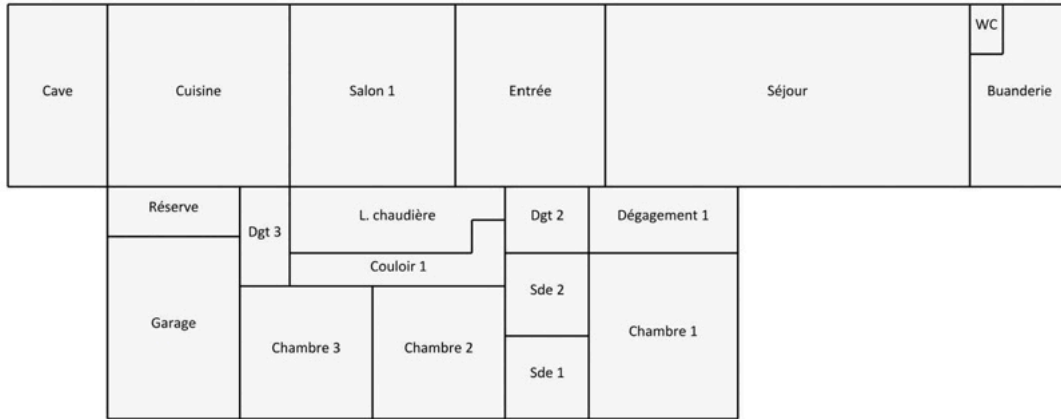 WC
Cave
Cuisine
Salon 1
Entrée
Séjour
Buanderie
Réserve
L. chaudière
Dgt 2
Dégagement 1
Dgt 3
Couloir 1
Sde 2
Garage
Chambre 1
Chambre 3
Chambre 2
Sde 1